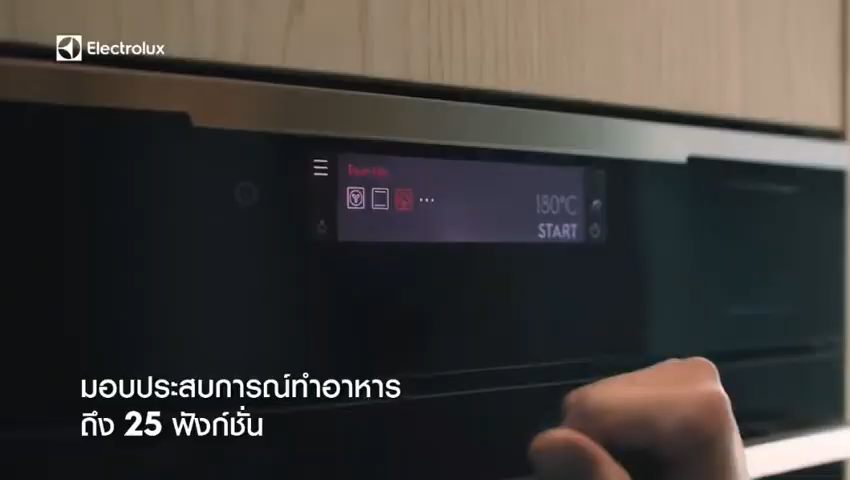 Electrolux
180°C
START
มอบประสบการณ์ทำอาหาร
ถึง 25 ฟังก์ชั่น